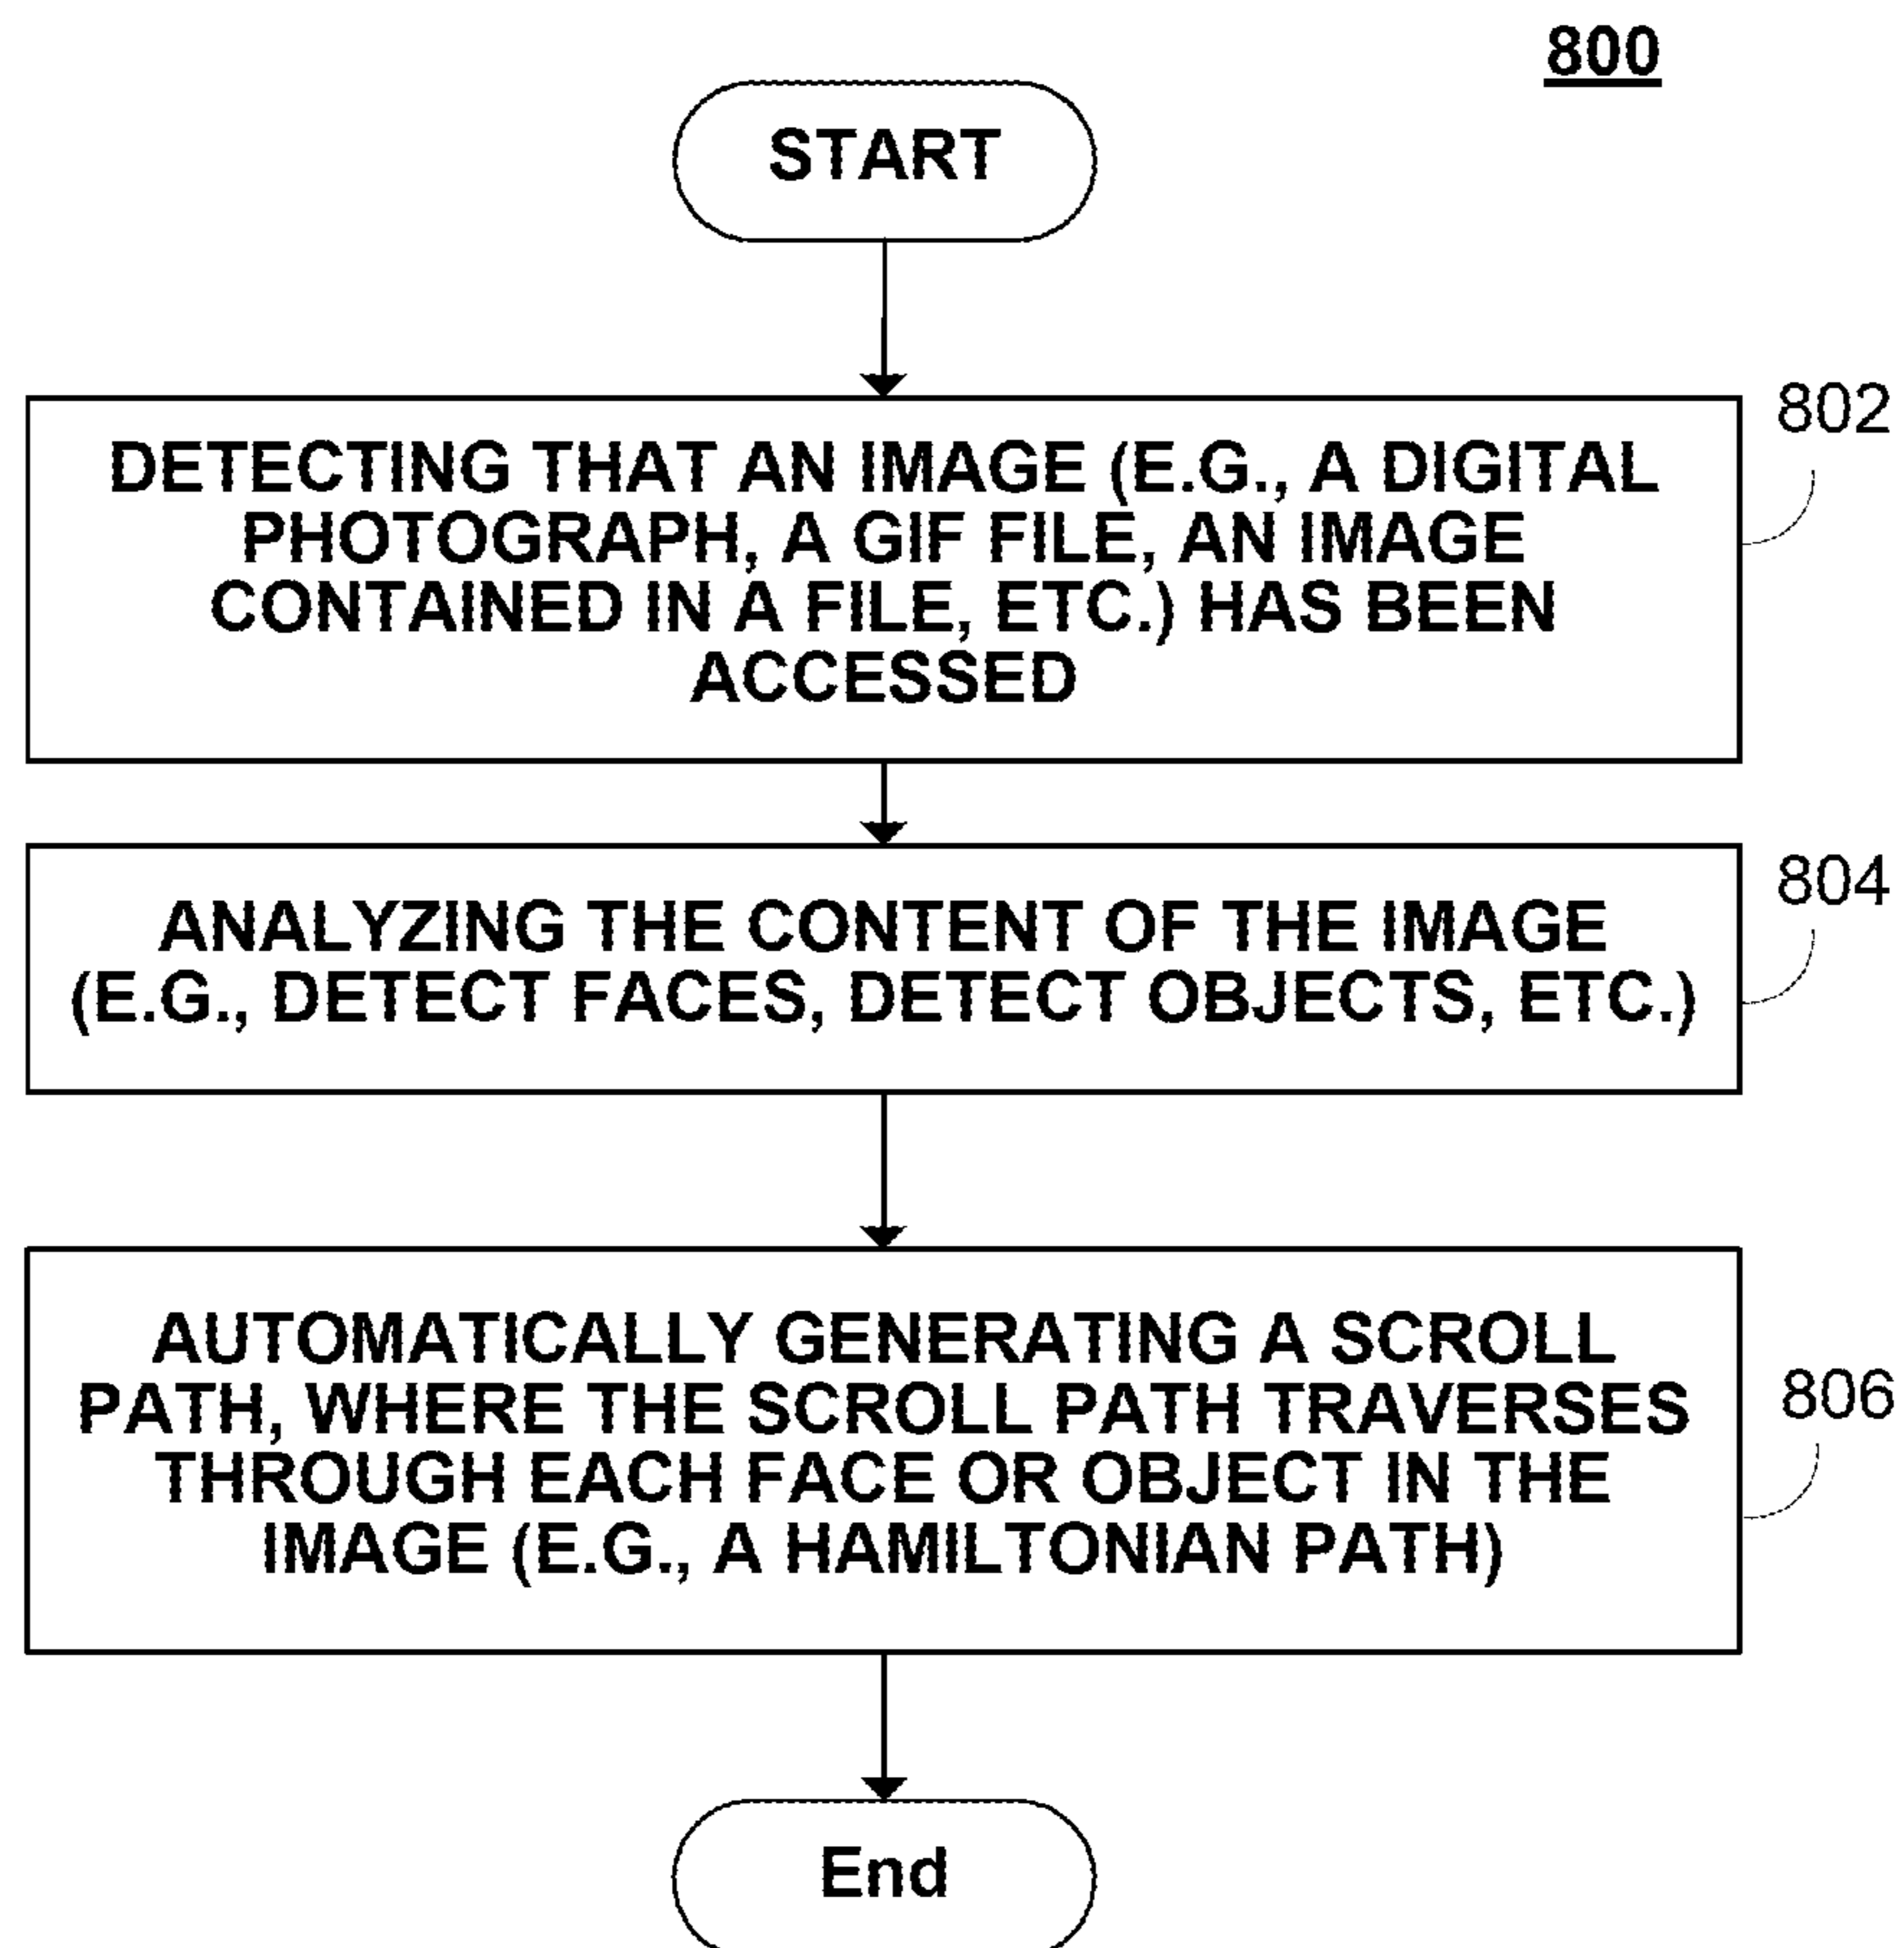 800
START
802
DETECTING THAT AN IMAGE (E.G., A DIGITAL
PHOTOGRAPH, A GIF FILE, AN IMAGE
CONTAINED IN A FILE, ETC.) HAS BEEN
ACCESSED
804
ANALYZING THE CONTENT OF THE IMAGE
(E.G., DETECT FACES, DETECT OBJECTS, ETC.)
806
AUTOMATICALLY GENERATING A SCROLL
PATH, WHERE THE SCROLL PATH TRAVERSES
THROUGH EACH FACE OR OBJECT IN THE
IMAGE (E.G., A HAMILTONIAN PATH)
End